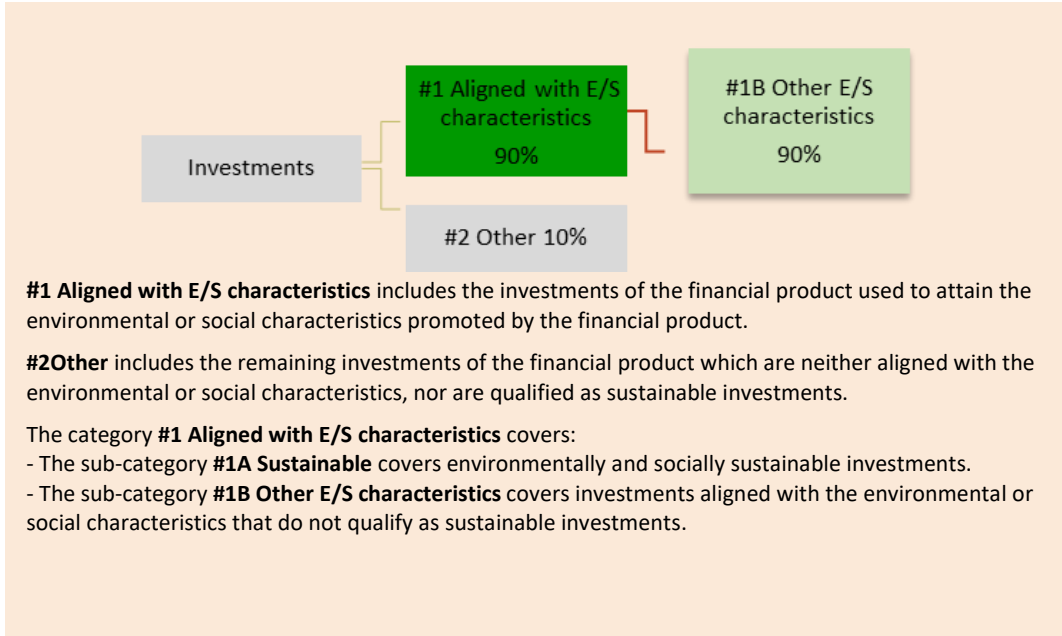 #1 Aligned with E/S
characteristics
90%
#1B Other E/S
characteristics
90%
Investments
#2 Other 10%
#1 Aligned with E/S characteristics includes the investments of the financial product used to attain the
environmental or social characteristics promoted by the financial product.
#2Other includes the remaining investments of the financial product which are neither aligned with the
environmental or social characteristics, nor are qualified as sustainable investments.
The category #1 Aligned with E/S characteristics covers:
- The sub-category #1A Sustainable covers environmentally and socially sustainable investments.
- The sub-category #1B Other E/S characteristics covers investments aligned with the environmental or
social characteristics that do not qualify as sustainable investments.